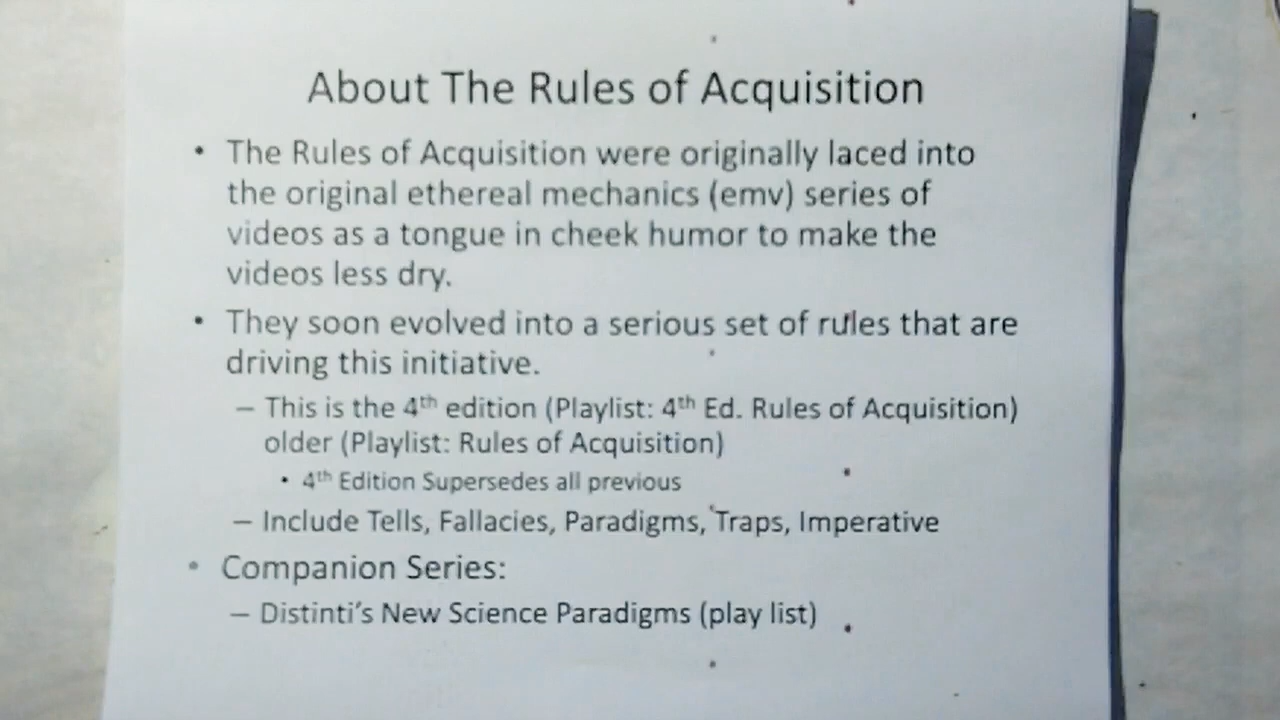 About The Rules of Acquisition
• The Rules of Acquisition were originally laced into
the original ethereal mechanics (emv) series of
videos as a tongue in cheek humor to make the
videos less dry.
• They soon evolved into a serious set of rules that are
driving this initiative.
– This is the 4th edition (Playlist: 4th Ed. Rules of Acquisition)
older (Playlist: Rules of Acquisition)
• 4th Edition Supersedes all previous
– Include Tells, Fallacies, Paradigms, Traps, Imperative
• Companion Series:
– Distinti's New Science Paradigms (play list)